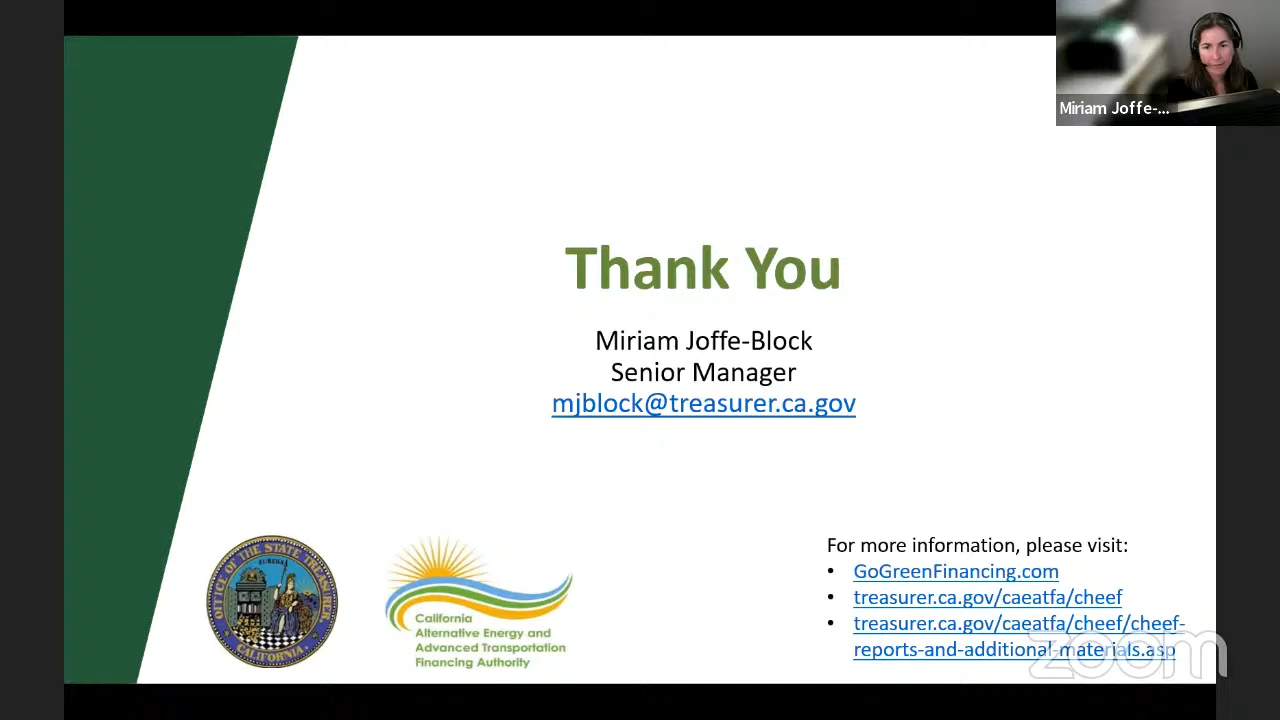 Miriam Joffe-...
Thank You
Miriam Joffe-Block
Senior Manager
mjblock@treasurer.ca.gov
OFFICE OF THE STATE TREASURER
EUREKA
CALIFORNIA
California
Alternative Energy and
Advanced Transportation
Financing Authority
For more information, please visit:
• GoGreenFinancing.com
• treasurer.ca.gov/caeatfa/cheef
• treasurer.ca.gov/caeatfa/cheef/cheef-
reports-and-additional-materials.asp
zoom